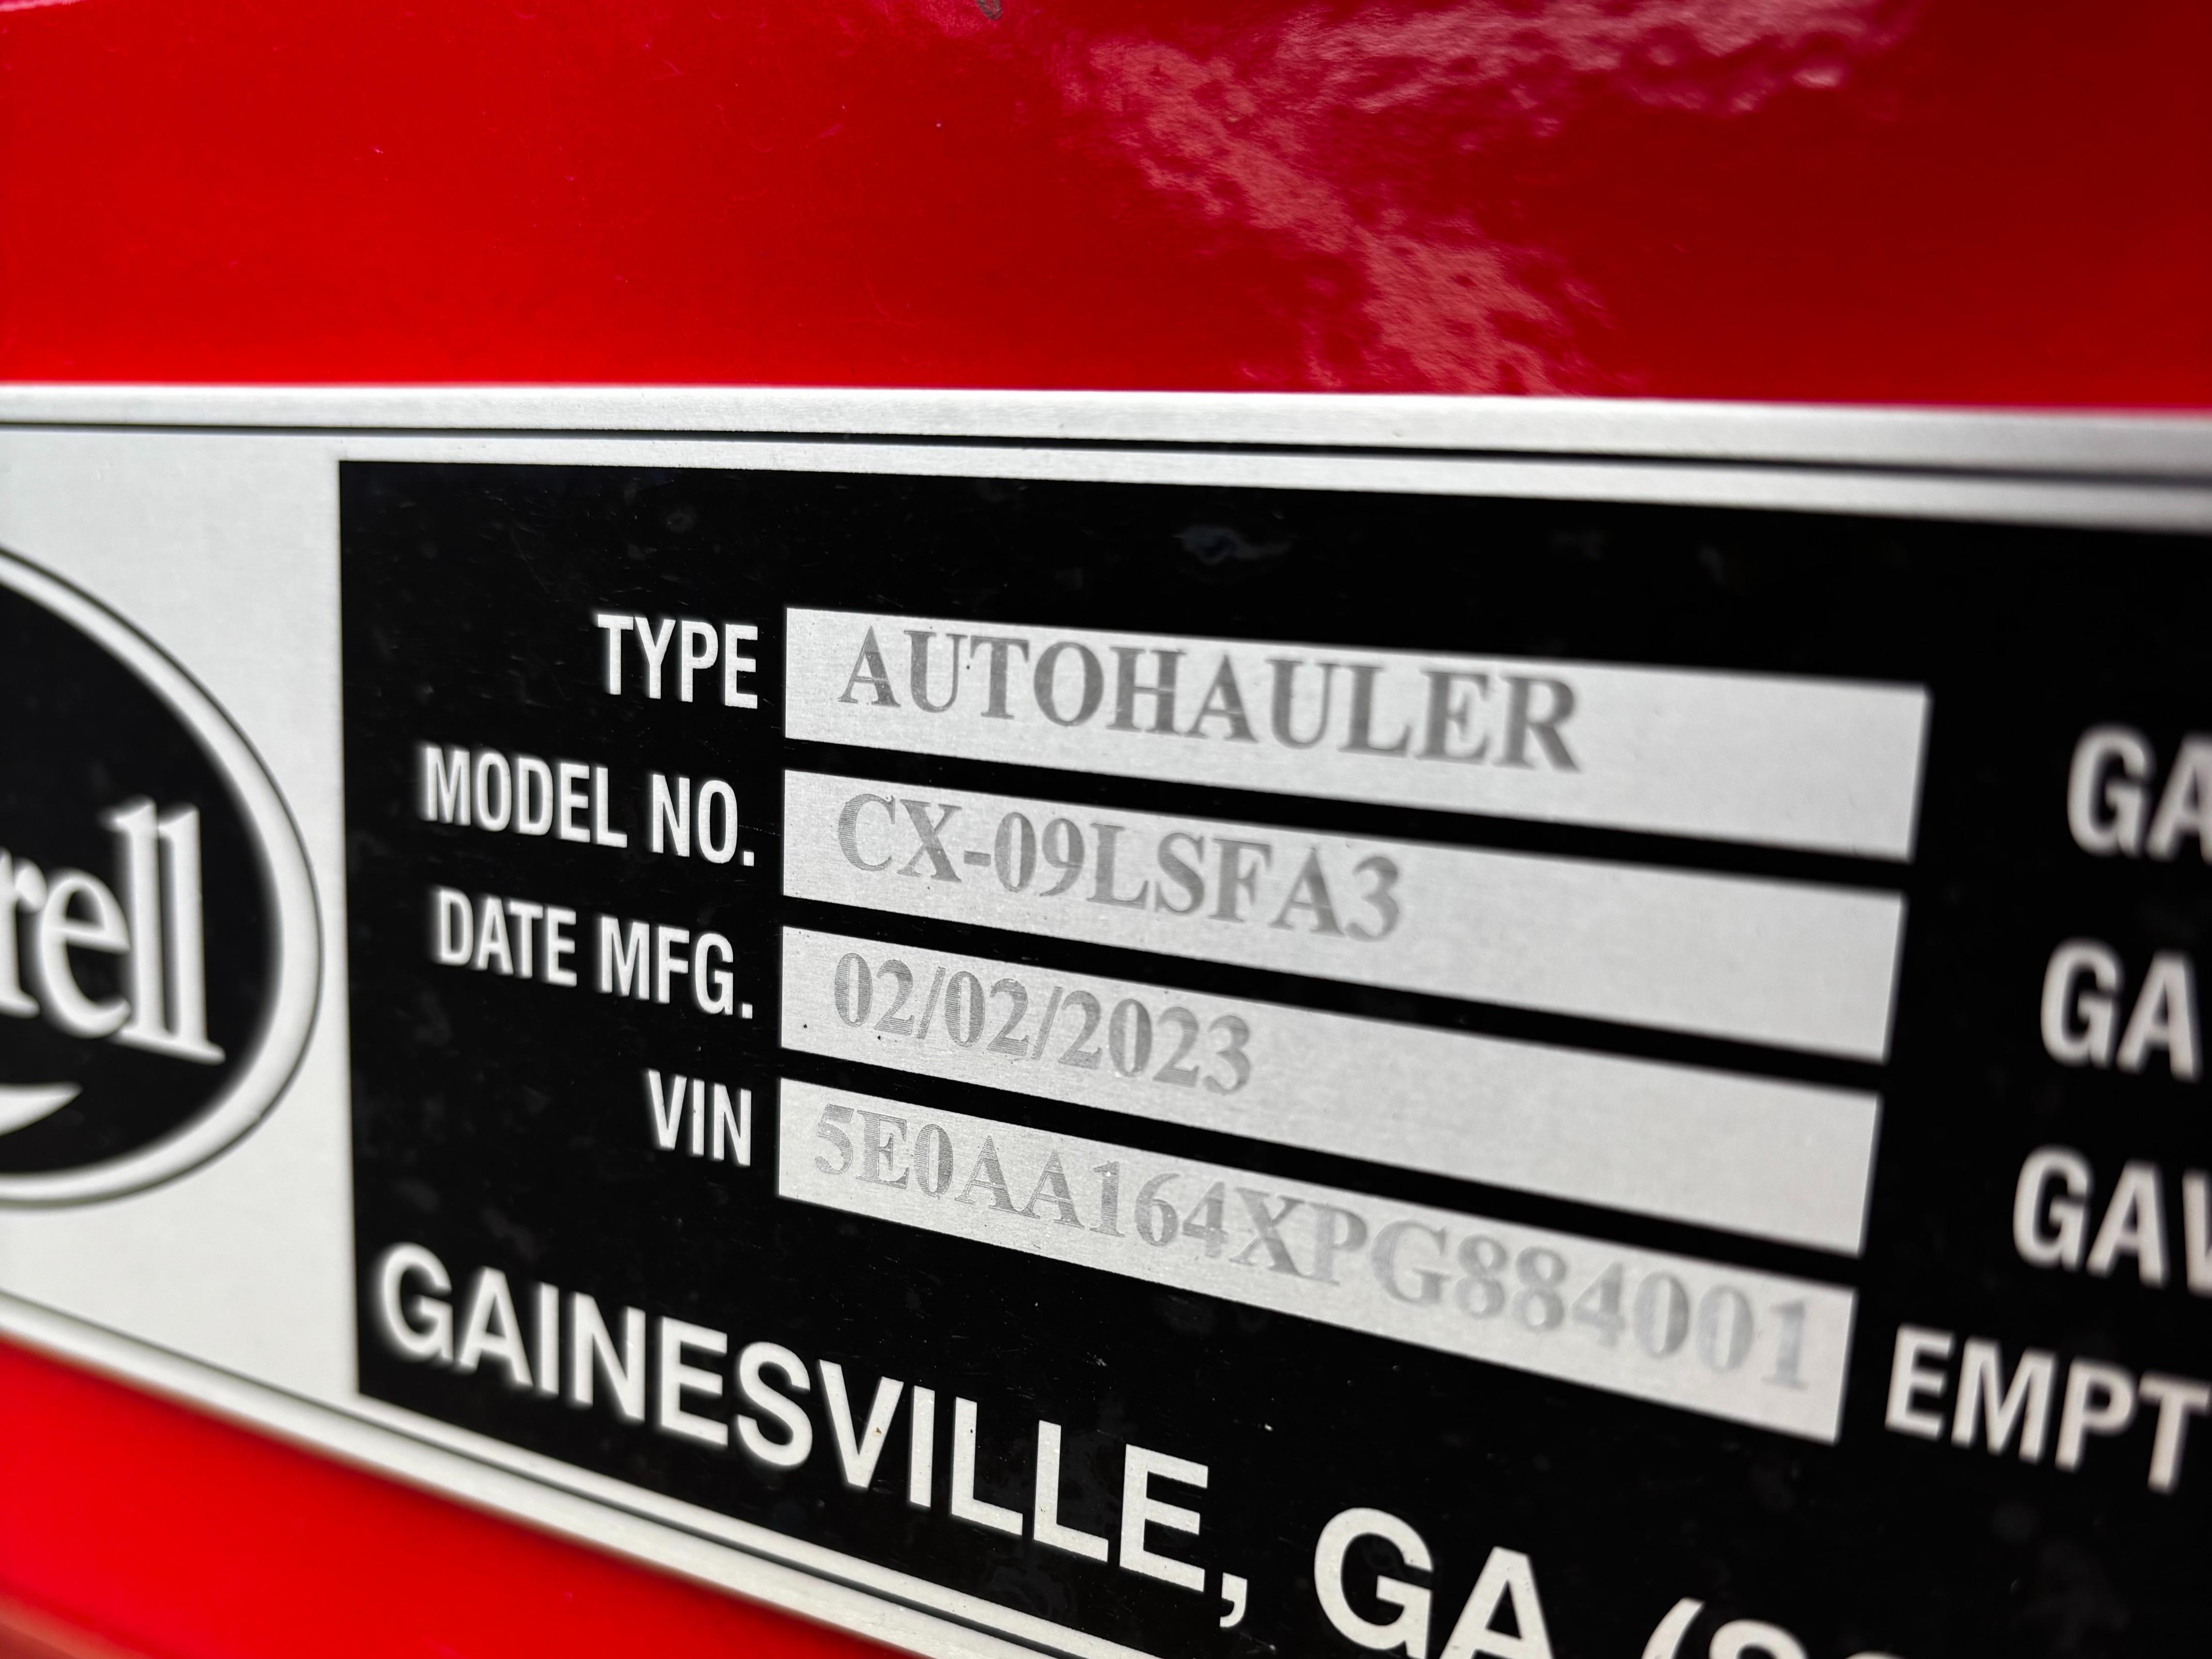 TYPE AUTOHAULER
MODEL NO. CX-09LSFA3
DATE MFG. 02/02/2023
VIN 5E0AA164XPG884001
GAINESVILLE, GA
rell
GA
GA
GAV
EMPT